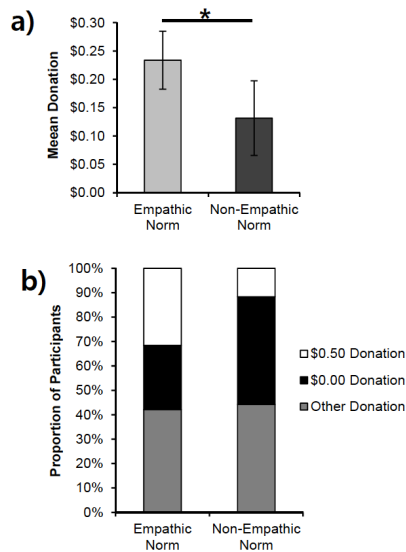 a)
*
$0.30
$0.25
$0.20
$0.15
$0.10
$0.05
$0.00
Meean Donation
Empathic
Norm
Non-Empathic
Norm
b)
100%
90%
80%
70%
60%
50%
40%
30%
20%
10%
0%
Proportion of Participants
$0.50 Donation
$0.00 Donation
Other Donation
Empathic
Norm
Non-Empathic
Norm